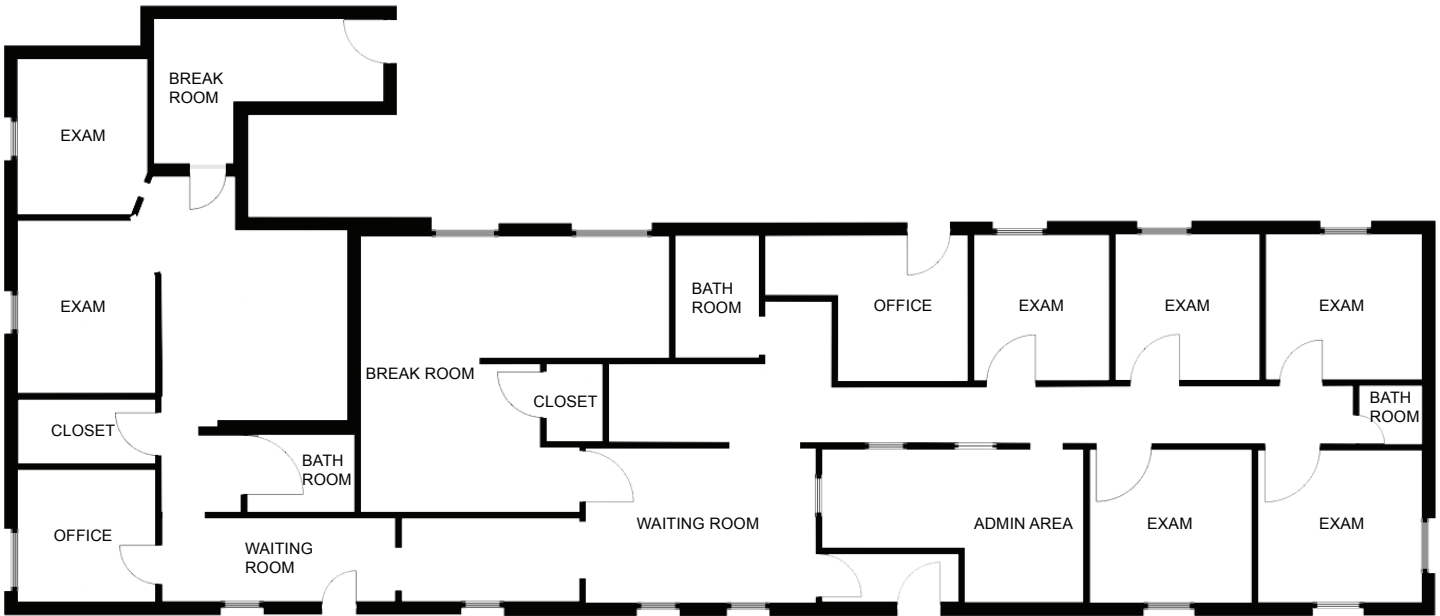 BREAK
ROOM
EXAM
BATH
ROOM
OFFICE
EXAM
EXAM
EXAM
EXAM
BREAK ROOM
CLOSET
BATH
ROOM
CLOSET
BATH
ROOM
OFFICE
WAITING
ROOM
WAITING ROOM
ADMIN AREA
EXAM
EXAM